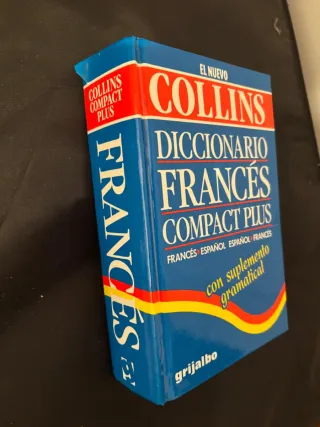 COLLINS
COMPACT
PLUS
FRANCÉS
EL NUEVO
COLLINS
DICCIONARIO
FRANCÉS
COMPACT PLUS
FRANCÉS·ESPAÑOL ESPAÑOL·FRANCÉS
con suplemento
gramatical
grijalbo